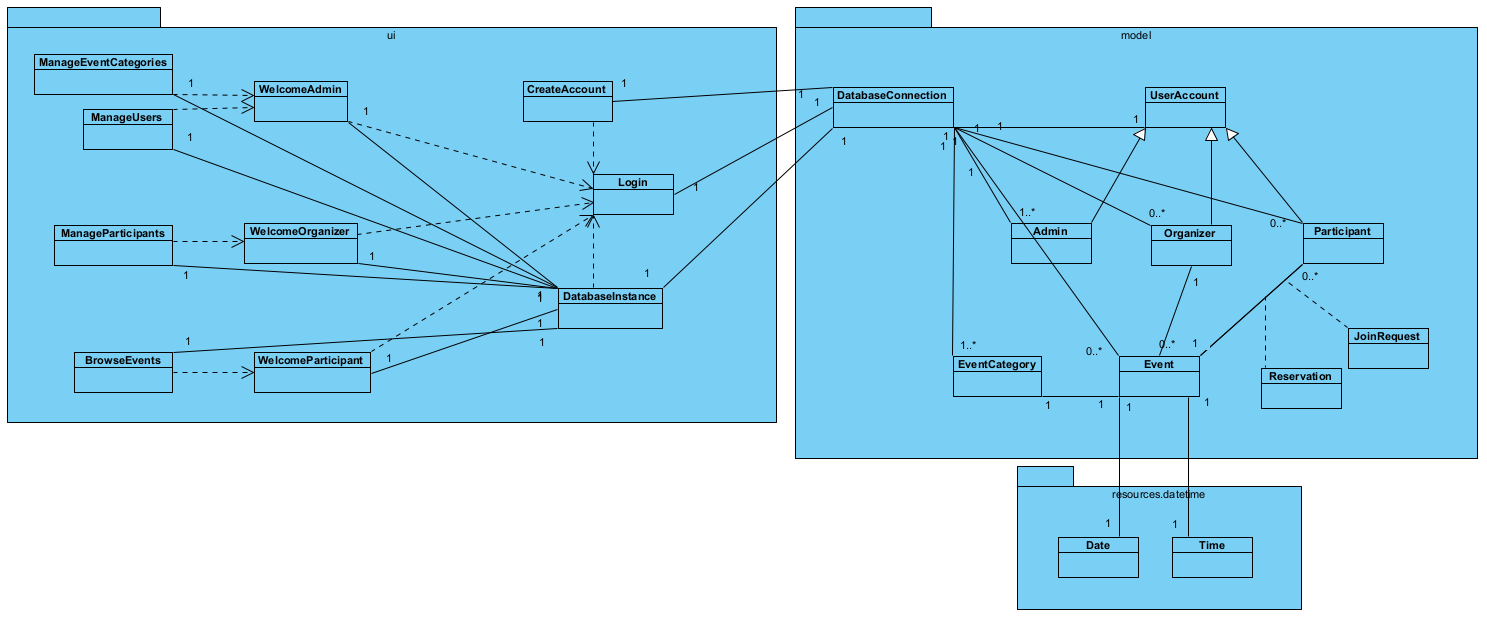 ui
ManageEventCategories
1
WelcomeAdmin
1
CreateAccount
1
ManageUsers
1
Login
1
ManageParticipants
1
WelcomeOrganizer
1
1
DatabaseInstance
1
1
1
BrowseEvents
1
WelcomeParticipant
1
model
DatabaseConnection
1
1
1
UserAccount
1
1
1
1
1
1
1
1..*
Admin
0..*
Organizer
1
0..*
Participant
0..*
JoinRequest
Reservation
1..*
EventCategory
1
0..*
0..*
1
Event
1
1
1
resources.datetime
1
Date
1
Time